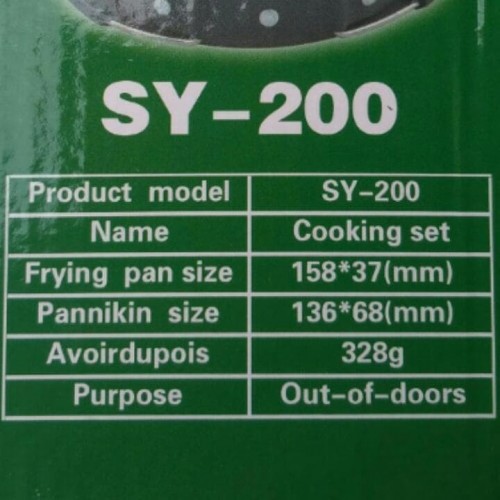 SY-200
Product model SY-200
Name Cooking set
Frying pan size 158*37(mm)
Pannikin size 136*68(mm)
Avoirdupois 328g
Purpose Out-of-doors